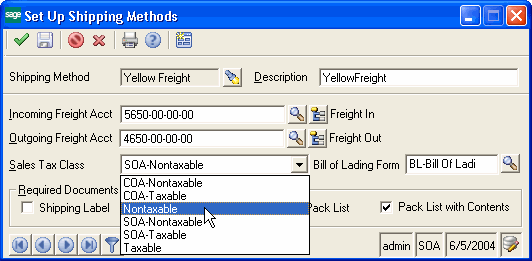 sage Set Up Shipping Methods
Shipping Method Yellow Freight Description YellowFreight
Incoming Freight Acct 5650-00-00-00 Freight In
Outgoing Freight Acct 4650-00-00-00 Freight Out
Sales Tax Class SOA-Nontaxable Bill of Lading Form BL-Bill Of Ladi
COA-Nontaxable
COA-Taxable
Nontaxable
SOA-Nontaxable
SOA-Taxable
Taxable
Required Documents
Shipping Label Pack List Pack List with Contents
admin SOA 6/5/2004